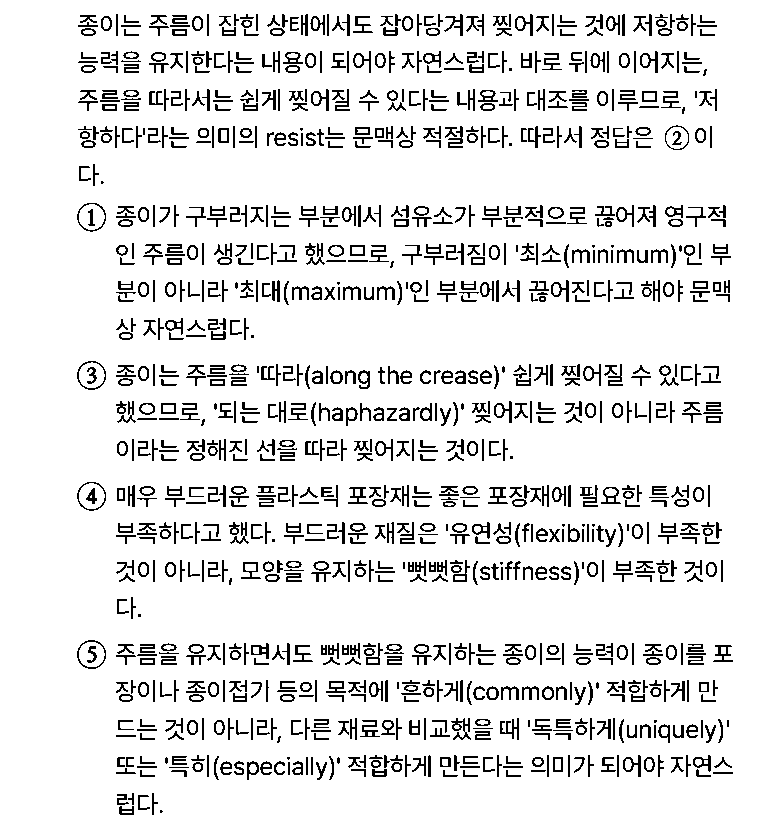 종이는 주름이 잡힌 상태에서도 잡아당겨져 찢어지는 것에 저항하는
능력을 유지한다는 내용이 되어야 자연스럽다. 바로 뒤에 이어지는,
주름을 따라서는 쉽게 찢어질 수 있다는 내용과 대조를 이루므로, '저
항하다'라는 의미의 resist는 문맥상 적절하다. 따라서 정답은 ②이
다.
① 종이가 구부러지는 부분에서 섬유소가 부분적으로 끊어져 영구적
인 주름이 생긴다고 했으므로, 구부러짐이 '최소(minimum)'인 부
분이 아니라 '최대(maximum)'인 부분에서 끊어진다고 해야 문맥
상 자연스럽다.
③ 종이는 주름을 '따라(along the crease)' 쉽게 찢어질 수 있다고
했으므로, '되는 대로(haphazardly)' 찢어지는 것이 아니라 주름
이라는 정해진 선을 따라 찢어지는 것이다.
④ 매우 부드러운 플라스틱 포장재는 좋은 포장재에 필요한 특성이
부족하다고 했다. 부드러운 재질은 '유연성(flexibility)'이 부족한
것이 아니라, 모양을 유지하는 '뻣뻣함(stiffness)'이 부족한 것이
다.
⑤ 주름을 유지하면서도 뻣뻣함을 유지하는 종이의 능력이 종이를 포
장이나 종이접기 등의 목적에 '흔하게(commonly)' 적합하게 만
드는 것이 아니라, 다른 재료와 비교했을 때 '독특하게(uniquely)'
또는 '특히(especially)' 적합하게 만든다는 의미가 되어야 자연스
럽다.